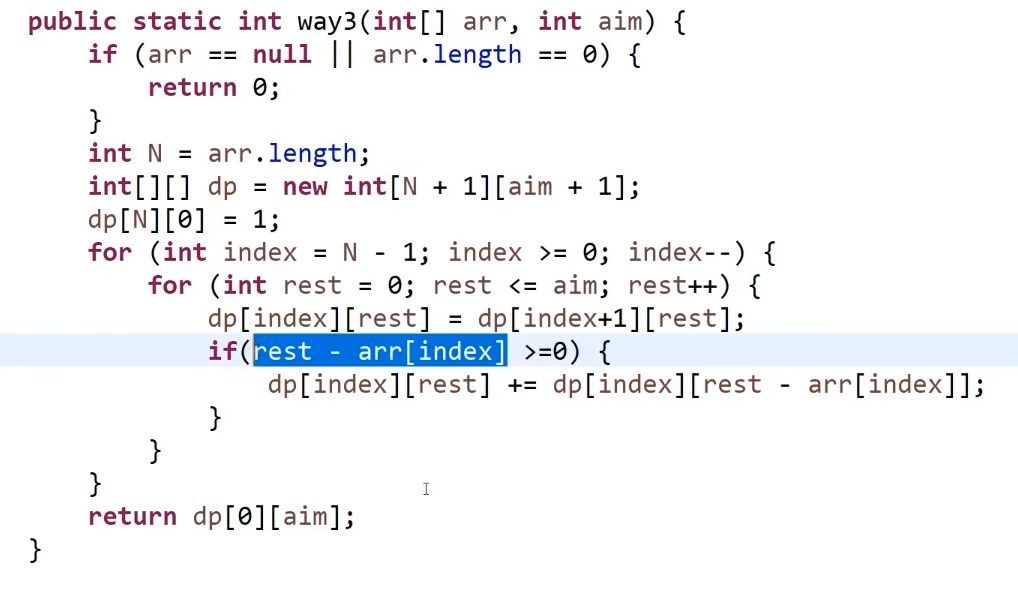 public static int way3(int[] arr, int aim) {
    if (arr == null || arr.length == 0) {
        return 0;
    }
    int N = arr.length;
    int[][] dp = new int[N + 1][aim + 1];
    dp[N][0] = 1;
    for (int index = N - 1; index >= 0; index--) {
        for (int rest = 0; rest <= aim; rest++) {
            dp[index][rest] = dp[index+1][rest];
            if(rest - arr[index] >=0) {
                dp[index][rest] += dp[index][rest - arr[index]];
            }
        }
    }
    return dp[0][aim];
}